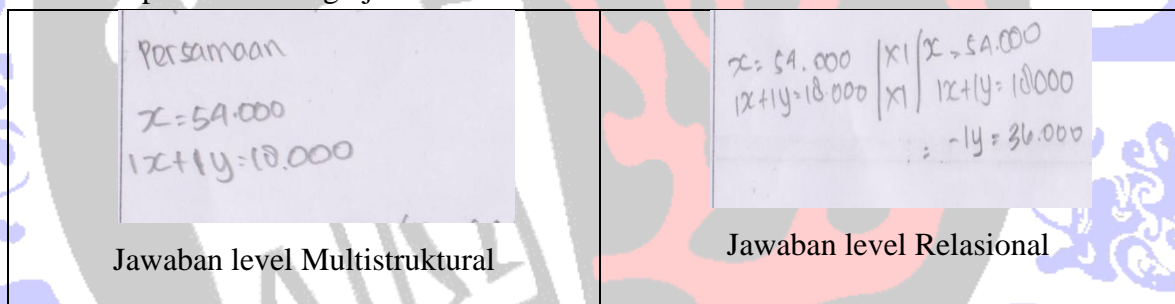 Persamaan
x = 54.000
1x+1y=18.000
Jawaban level Multistruktural
x = 54.000 |x1| x = 54.000
1x+1y=18.000 |x1| 1x+1y=18000
= -1y = 36.000
Jawaban level Relasional